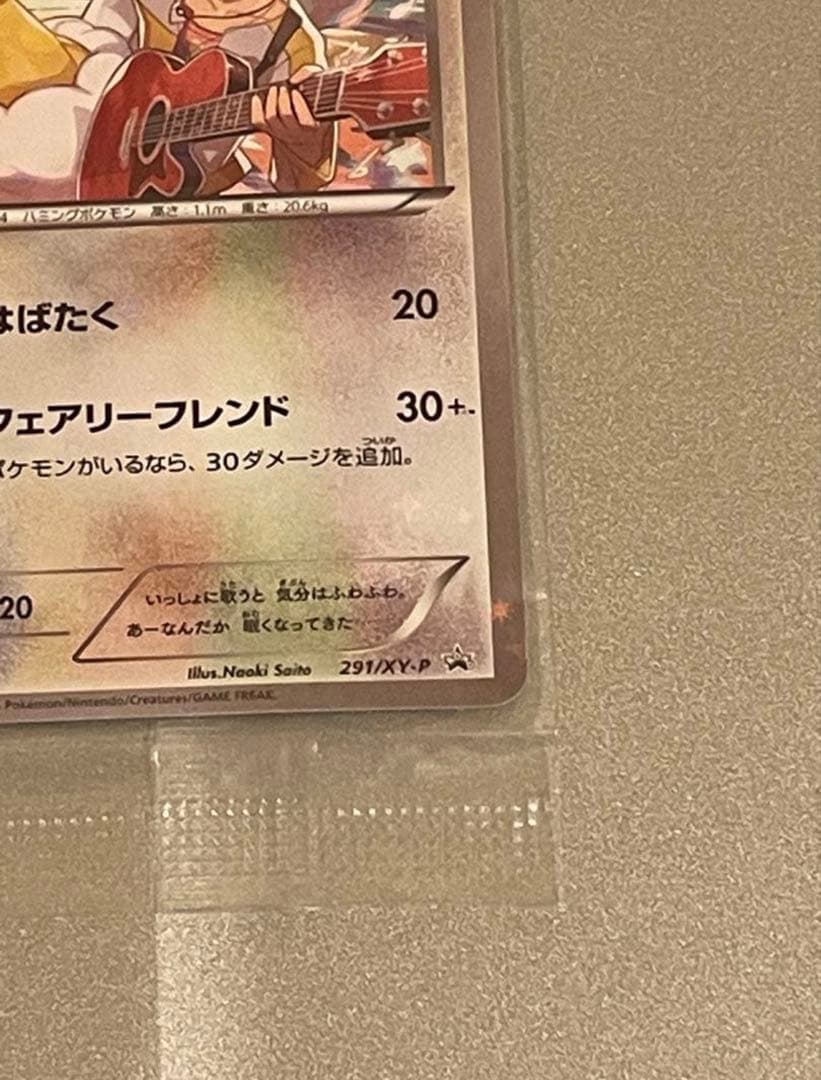 4 ハミングポケモン 高さ:1.1m 重さ:20.6kg
はばたく 20
フェアリーフレンド 30+
ポケモンがいるなら、30ダメージを追加。
20
いっしょに歌うと 気分はふわふわ。
あーなんだか 眠くなってきた
Illus.Naoki Saito 291/XY-P
Pokémon/Nintendo/Creatures/GAME FREAK.